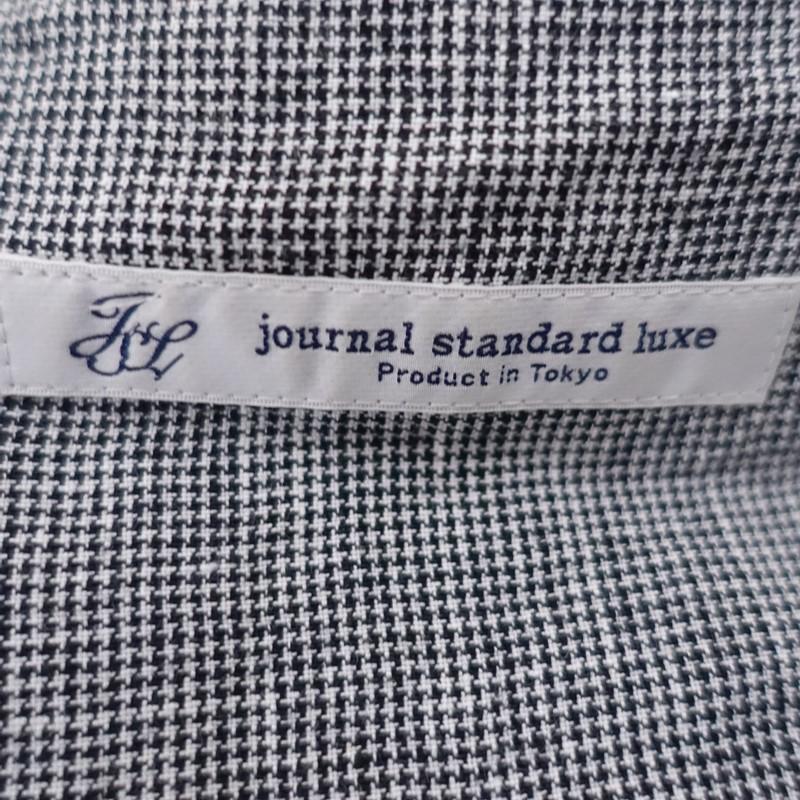 JSL
journal standard luxe
Product in Tokyo